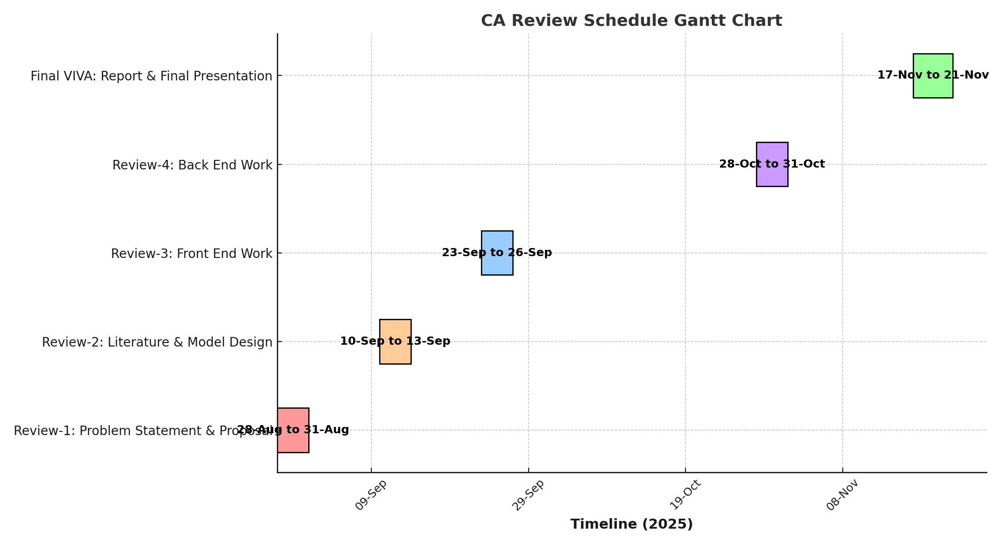 CA Review Schedule Gantt Chart
Final VIVA: Report & Final Presentation
17-Nov to 21-Nov
Review-4: Back End Work
28-Oct to 31-Oct
Review-3: Front End Work
23-Sep to 26-Sep
Review-2: Literature & Model Design
10-Sep to 13-Sep
Review-1: Problem Statement & Proposal
28-Aug to 31-Aug
09-Sep
29-Sep
19-Oct
08-Nov
Timeline (2025)